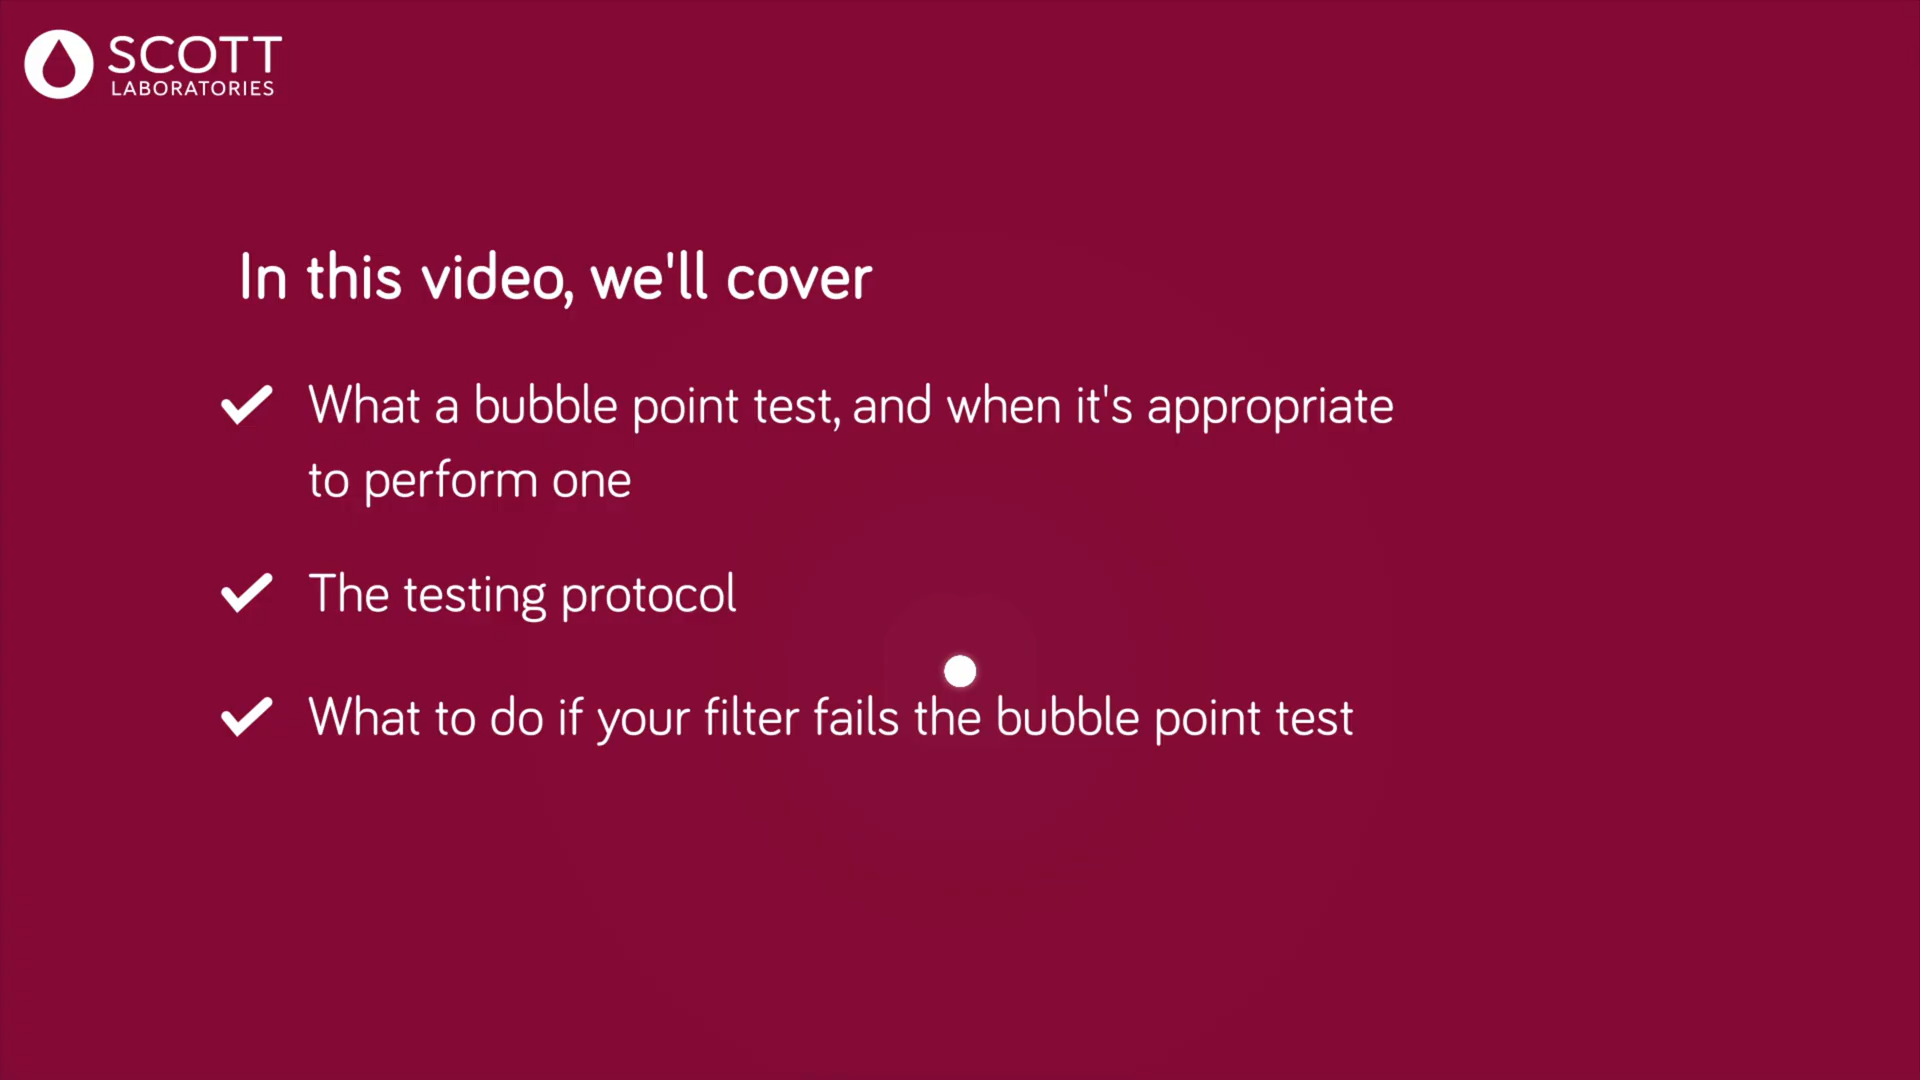 SCOTT
LABORATORIES
In this video, we'll cover
What a bubble point test, and when it's appropriate
to perform one
The testing protocol
What to do if your filter fails the bubble point test